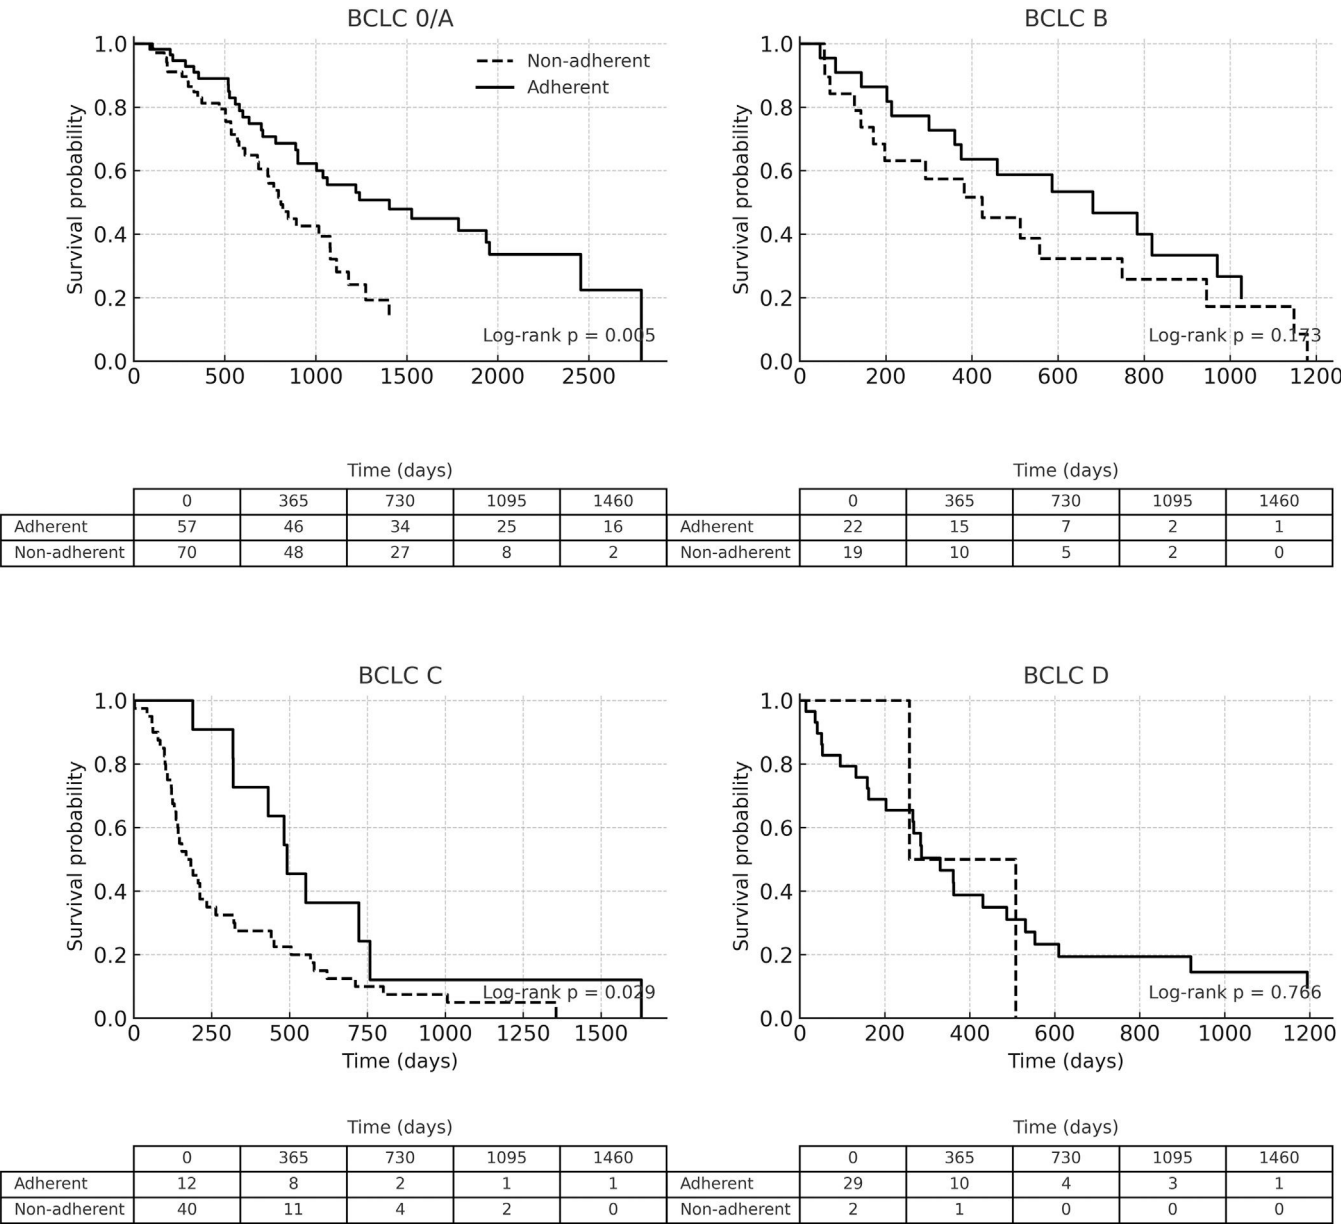 BCLC 0/A
Survival probability
1.0
0.8
0.6
0.4
0.2
0.0
Non-adherent
Adherent
Log-rank p = 0.005
0 500 1000 1500 2000 2500
Time (days)
0 365 730 1095 1460
Adherent 57 46 34 25 16
Non-adherent 70 48 27 8 2
BCLC B
Survival probability
1.0
0.8
0.6
0.4
0.2
0.0
Log-rank p = 0.173
0 200 400 600 800 1000 1200
Time (days)
0 365 730 1095 1460
Adherent 22 15 7 2 1
Non-adherent 19 10 5 2 0
BCLC C
Survival probability
1.0
0.8
0.6
0.4
0.2
0.0
Log-rank p = 0.029
0 250 500 750 1000 1250 1500
Time (days)
Time (days)
0 365 730 1095 1460
Adherent 12 8 2 1 1
Non-adherent 40 11 4 2 0
BCLC D
Survival probability
1.0
0.8
0.6
0.4
0.2
0.0
Log-rank p = 0.766
0 200 400 600 800 1000 1200
Time (days)
Time (days)
0 365 730 1095 1460
Adherent 29 10 4 3 1
Non-adherent 2 1 0 0 0